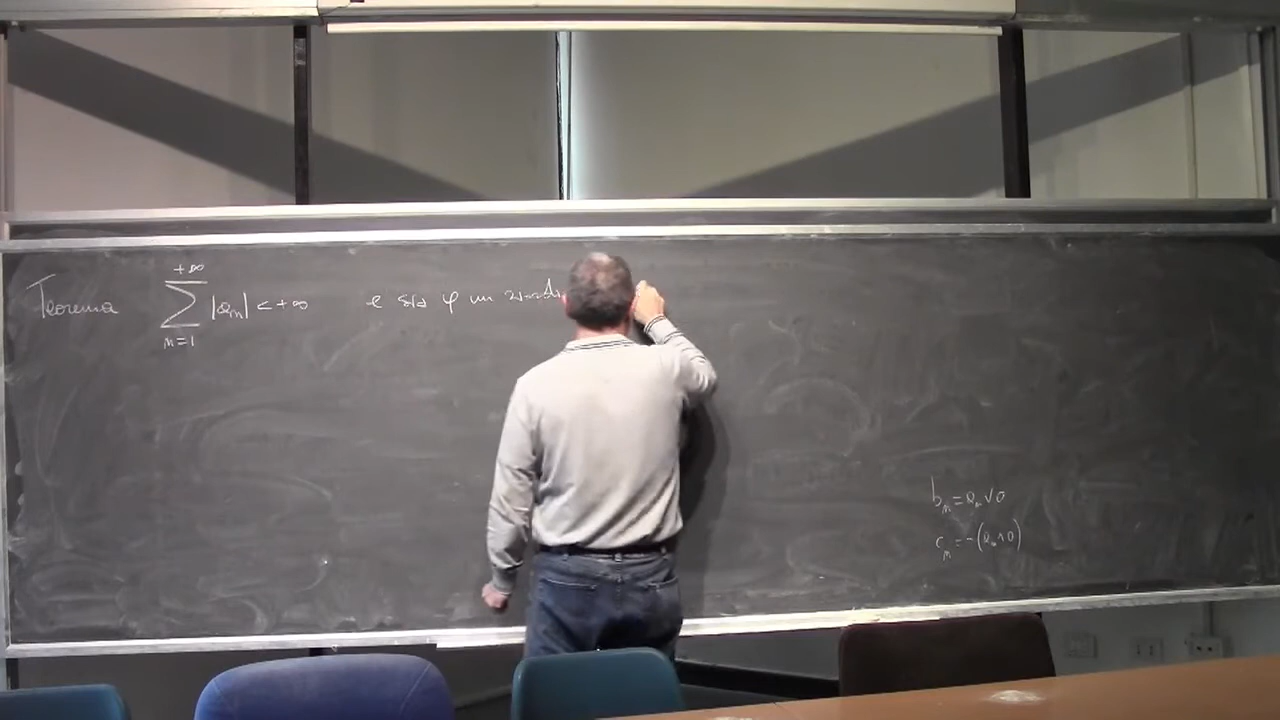 Teorema $\sum_{n=1}^{+\infty} |a_n| < +\infty$ e sia φ un
$b_n = a_n \vee 0$
$c_n = -(a_n \wedge 0)$